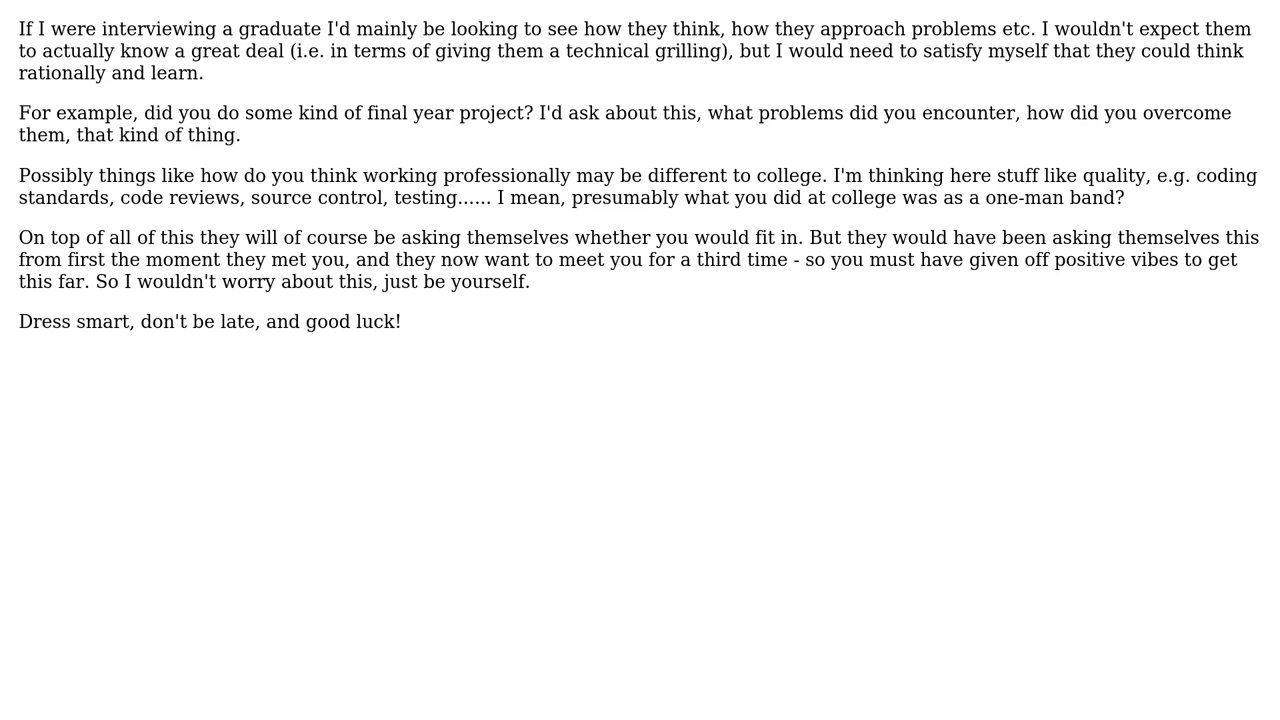 If I were interviewing a graduate I'd mainly be looking to see how they think, how they approach problems etc. I wouldn't expect them
to actually know a great deal (i.e. in terms of giving them a technical grilling), but I would need to satisfy myself that they could think
rationally and learn.
For example, did you do some kind of final year project? I'd ask about this, what problems did you encounter, how did you overcome
them, that kind of thing.
Possibly things like how do you think working professionally may be different to college. I'm thinking here stuff like quality, e.g. coding
standards, code reviews, source control, testing...... I mean, presumably what you did at college was as a one-man band?
On top of all of this they will of course be asking themselves whether you would fit in. But they would have been asking themselves this
from first the moment they met you, and they now want to meet you for a third time - so you must have given off positive vibes to get
this far. So I wouldn't worry about this, just be yourself.
Dress smart, don't be late, and good luck!